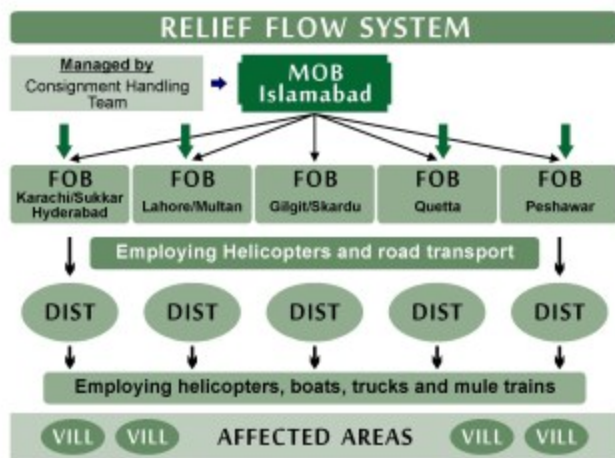 RELIEF FLOW SYSTEM
Managed by
Consignment Handling
Team
MOB
Islamabad
FOB
Karachi/Sukkar
Hyderabad
FOB
Lahore/Multan
FOB
Gilgit/Skardu
FOB
Quetta
FOB
Peshawar
Employing Helicopters and road transport
DIST
DIST
DIST
DIST
DIST
Employing helicopters, boats, trucks and mule trains
VILL
VILL
AFFECTED AREAS
VILL
VILL